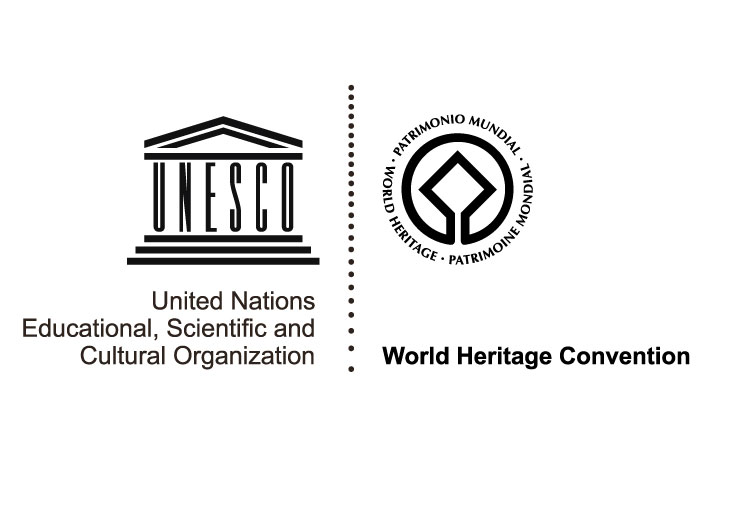 UNESCO
United Nations
Educational, Scientific and
Cultural Organization
WORLD HERITAGE · PATRIMONIO MUNDIAL · PATRIMOINE MONDIAL ·
World Heritage Convention